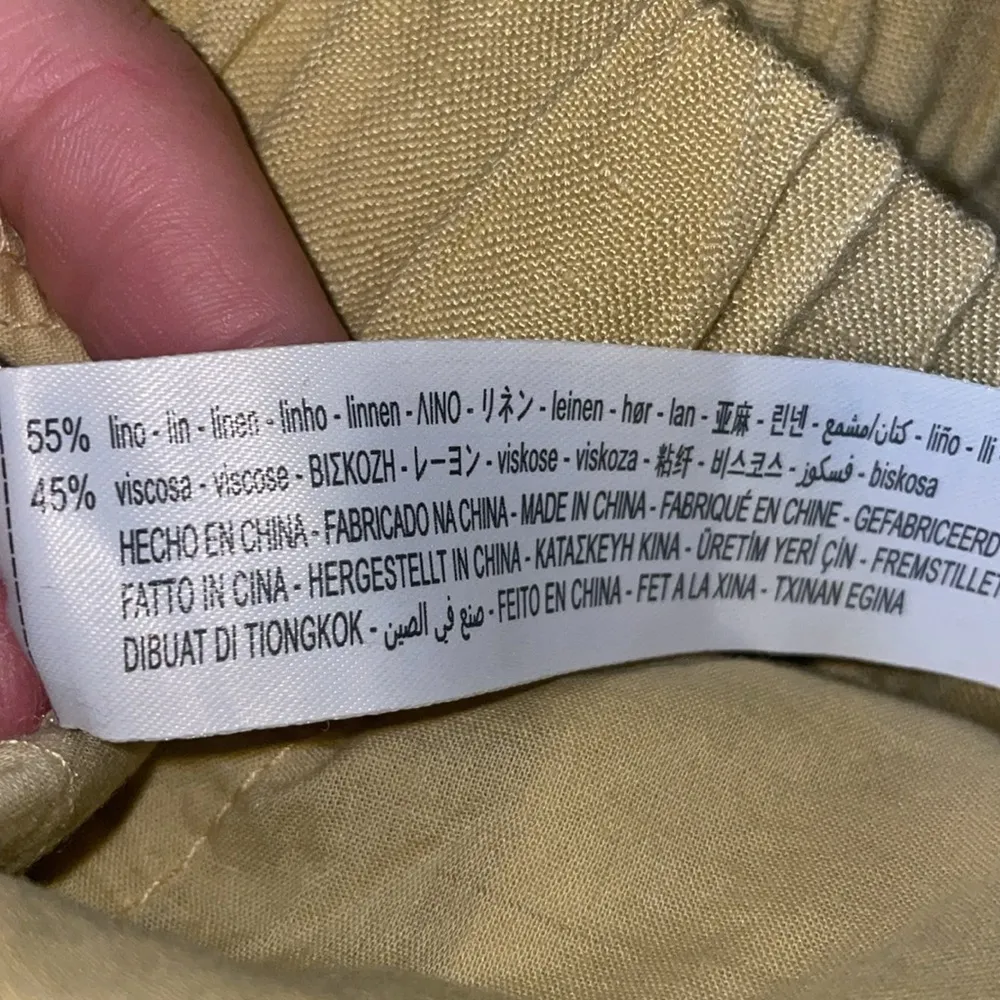 55% lino - lin - linen - linho - linnen - ΛΙΝΟ - リネン - leinen - hør - lan - 亚麻 - 린넨 - كتان/مشمع - liño - lli -
45% viscosa - viscose - ΒΙΣΚΟΖΗ - レーヨン - viskose - viskoza - 粘纤 - 비스코스 - فسكوز - biskosa
HECHO EN CHINA - FABRICADO NA CHINA - MADE IN CHINA - FABRIQUÉ EN CHINE - GEFABRICEERD
FATTO IN CINA - HERGESTELLT IN CHINA - ΚΑΤΑΣΚΕΥΗ ΚΙΝΑ - ÜRETİM YERİ ÇİN - FREMSTILLET
DIBUAT DI TIONGKOK - صنع في الصين - FEITO EN CHINA - FET A LA XINA - TXINAN EGINA